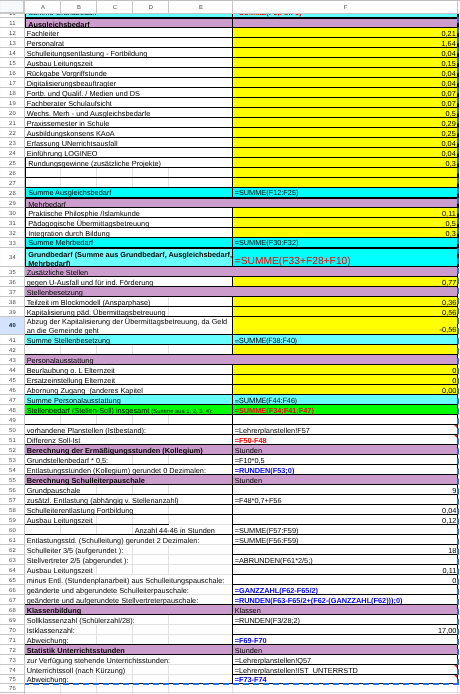 A B C D E F
11 Ausgleichsbedarf
12 Fachleiter 0,21
13 Personalrat 1,64
14 Schulleitungsentlastung - Fortbildung 0,04
15 Ausbau Leitungszeit 0,15
16 Rückgabe Vorgriffstunde 0,04
17 Digitalisierungsbeauftragter 0,04
18 Fortb. und Qualif. / Medien und DS 0,07
19 Fachberater Schulaufsicht 0,07
20 Wechs. Merh - und Ausgleichsbedarfe 0,5
21 Praxissemester in Schule 0,29
22 Ausbildungskonsens KAoA 0,25
23 Erfassung UNerrichtsausfall 0,04
24 Einführung LOGINEO 0,04
25 Rundungsgewinne (zusätzliche Projekte) 0,3
26
27
28 Summe Ausgleichsbedarf =SUMME(F12:F25)
29 Mehrbedarf
30 Praktische Philosphie /Islamkunde 0,11
31 Pädagogische Übermittagsbetreuung 0,5
32 Integration durch Bildung 0,3
33 Summe Mehrbedarf =SUMME(F30:F32)
34 Grundbedarf (Summe aus Grundbedarf, Ausgleichsbedarf,
Mehrbedarf) =SUMME(F33+F28+F10)
35 Zusätzliche Stellen
36 gegen U-Ausfall und für ind. Förderung 0,77
37 Stellenbesetzung
38 Teilzeit im Blockmodell (Ansparphase) 0,36
39 Kapitalisierung päd. Übermittagsbetreuung 0,56
40 Abzug der Kapitalisierung der Übermittagsbetreuung, da Geld
an die Gemeinde geht -0,56
41 Summe Stellenbesetzung =SUMME(F38:F40)
42
43 Personalausstattung
44 Beurlaubung o. L Elternzeit 0
45 Ersatzeinstellung Elternzeit 0
46 Abornung Zugang (anderes Kapitel 0,00
47 Summe Personalausstattung =SUMME(F44:F46)
48 Stellenbedarf (Stellen-Soll) insgesamt (Summe aus 1, 2, 3, 4): =SUMME(F34;F41;F47)
49
50 vorhandene Planstellen (Istbesand): =Lehrerplanstellen!F57
51 Differenz Soll-Ist =F50-F48
52 Berechnung der Ermäßigungsstunden (Kollegium) Stunden
53 Grundstellenbedarf * 0,5: =F10*0,5
54 Entlastungsstunden (Kollegium) gerundet 0 Dezimalen: =RUNDEN(F53;0)
55 Berechnung Schulleiterpauschale Stunden
56 Grundpauschale 9
57 zusätzl. Entlastung (abhängig v. Stellenanzahl) =F48*0,7+F56
58 Schulleiterentlastung Fortbildung 0,04
59 Ausbau Leitungszeit 0,12
60 Anzahl 44-46 in Stunden =SUMME(F57:F59)
61 Entlastungsstd. (Schulleitung) gerundet 2 Dezimalen: =SUMME(F56:F59)
62 Schulleiter 3/5 (aufgerundet ): 18
63 Stellvertreter 2/5 (abgerundet ): =ABRUNDEN(F61*2/5;)
64 Ausbau Leitungszeit 0,11
65 minus Entl. (Stundenplanarbeit) aus Schulleitungspauschale: 0
66 geänderte und abgerundete Schulleiterpauschale: =GANZZAHL(F62-F65/2)
67 geänderte und aufgerundete Stellvertreterpauschale: =RUNDEN(F63-F65/2+(F62-(GANZZAHL(F62)));0)
68 Klassenbildung Klassen
69 Sollklassenzahl (Schülerzahl/28): =RUNDEN(F3/28;2)
70 Istklassenzahl: 17,00
71 Abweichung: =F69-F70
72 Statistik Unterrichtsstunden Stunden
73 zur Verfügung stehende Unterrichtsstunden: =Lehrerplanstellen!Q57
74 Unterrichtssoll (nach Kürzung) =Lehrerplanstellen!IST_UNTERRSTD
75 Abweichung: =F73-F74
76